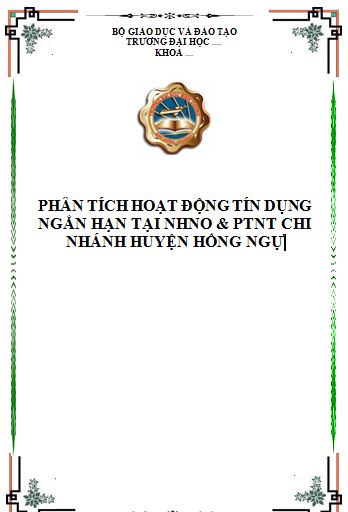 BỘ GIÁO DỤC VÀ ĐÀO TẠO
TRƯỜNG ĐẠI HỌC .....
KHOA ....
PHÂN TÍCH HOẠT ĐỘNG TÍN DỤNG
NGẮN HẠN TẠI NHNO & PTNT CHI
NHÁNH HUYỆN HỒNG NGỰ